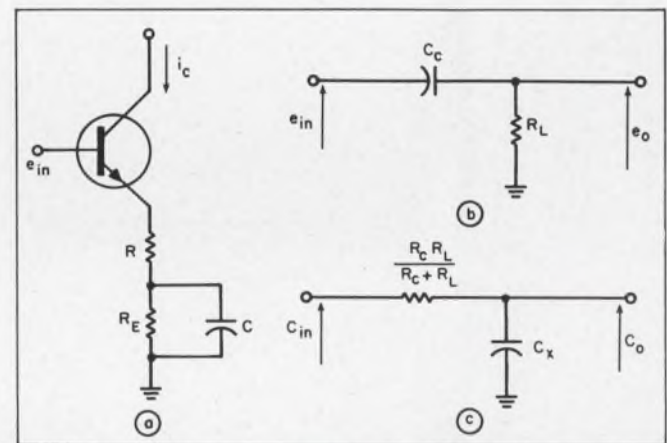 i_c
e_in
R
R_E
C
a
C_C
e_in
R_L
e_o
b
R_C R_L
R_C + R_L
C_in
C_x
C_o
c